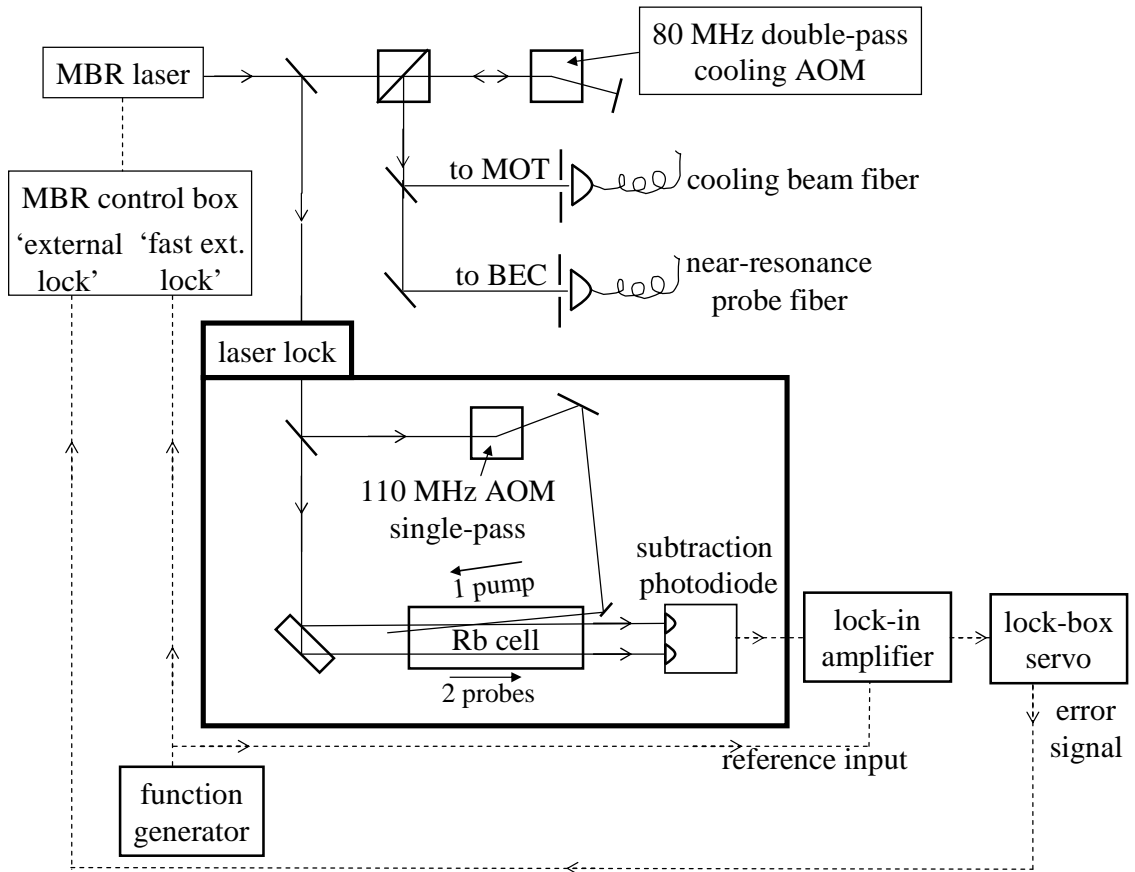 80 MHz double-pass
cooling AOM
MBR laser
MBR control box
‘external
lock’
‘fast ext.
lock’
to MOT
cooling beam fiber
to BEC
near-resonance
probe fiber
laser lock
110 MHz AOM
single-pass
1 pump
Rb cell
2 probes
subtraction
photodiode
lock-in
amplifier
lock-box
servo
error
signal
reference input
function
generator